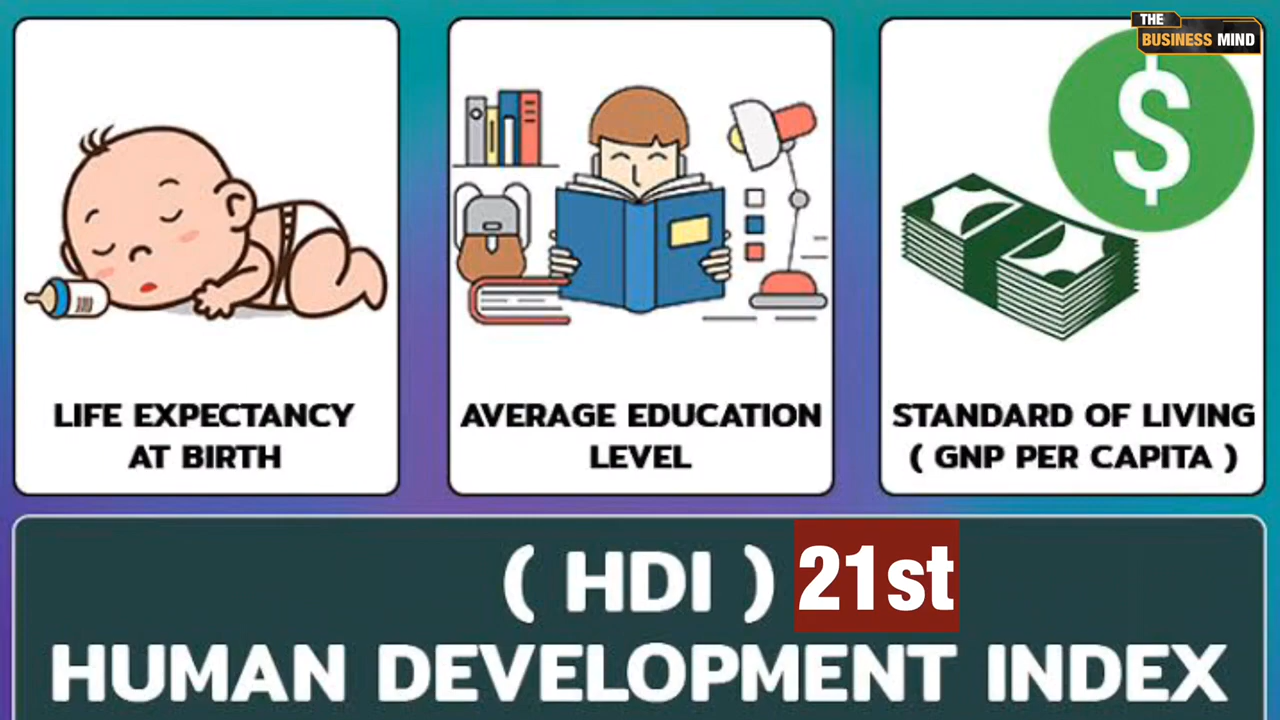 THE
BUSINESS MIND
$
LIFE EXPECTANCY
AT BIRTH
AVERAGE EDUCATION
LEVEL
STANDARD OF LIVING
( GNP PER CAPITA )
( HDI ) 21st
HUMAN DEVELOPMENT INDEX